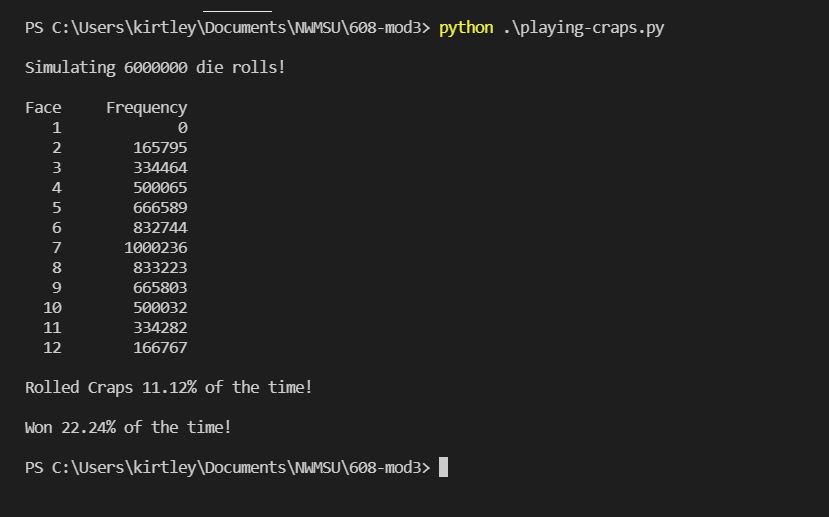 PS C:\Users\kirtley\Documents\NWMSU\608-mod3> python .\playing-craps.py
Simulating 6000000 die rolls!
Face Frequency
1 0
2 165795
3 334464
4 500065
5 666589
6 832744
7 1000236
8 833223
9 665803
10 500032
11 334282
12 166767
Rolled Craps 11.12% of the time!
Won 22.24% of the time!
PS C:\Users\kirtley\Documents\NWMSU\608-mod3>